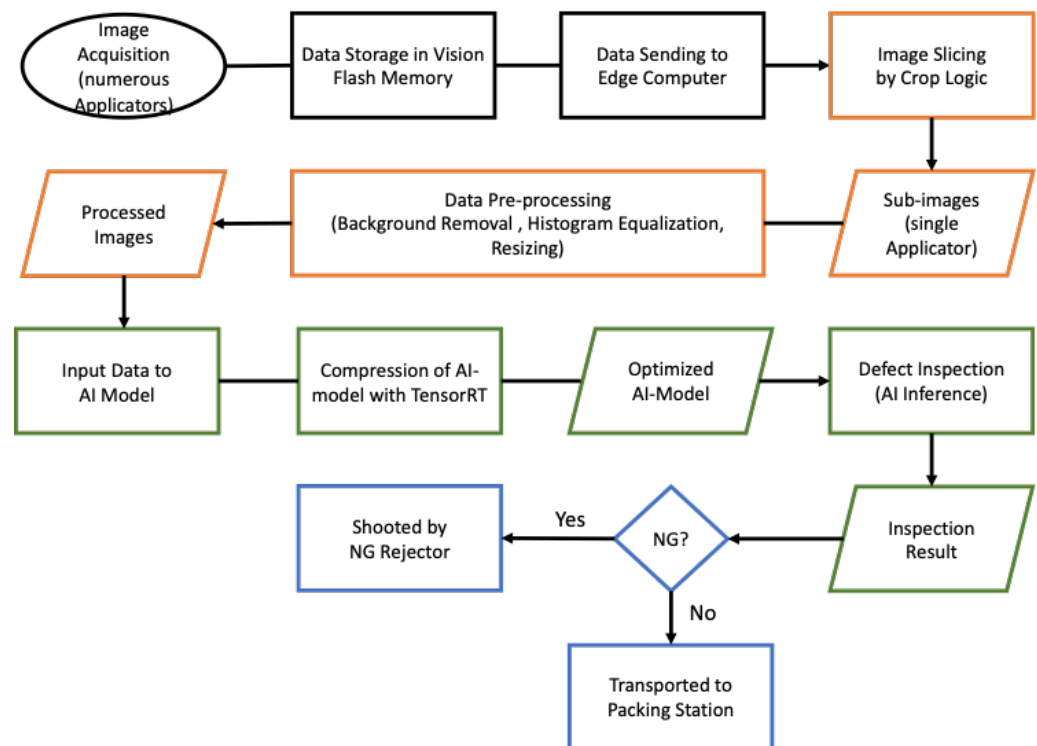 Image
Acquisition
(numerous
Applicators)
Data Storage in Vision
Flash Memory
Data Sending to
Edge Computer
Image Slicing
by Crop Logic
Sub-images
(single
Applicator)
Data Pre-processing
(Background Removal , Histogram Equalization,
Resizing)
Processed
Images
Input Data to
AI Model
Compression of AI-
model with TensorRT
Optimized
AI-Model
Defect Inspection
(AI Inference)
Inspection
Result
NG?
Yes
Shooted by
NG Rejector
No
Transported to
Packing Station